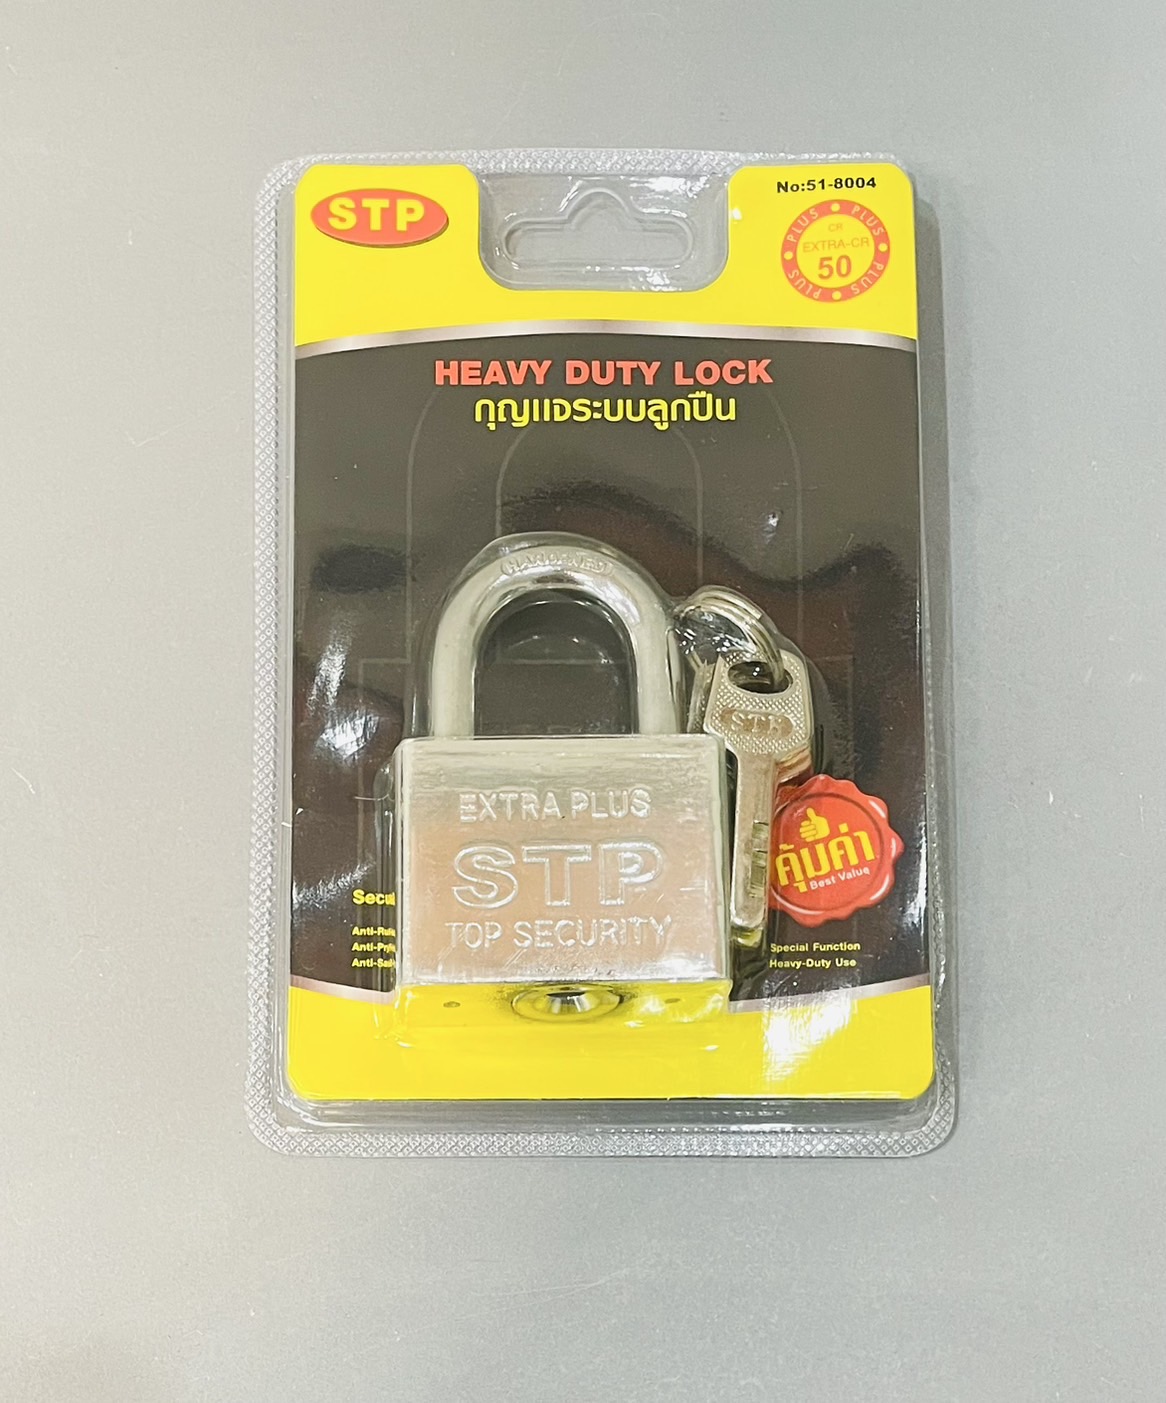 STP
No:51-8004
PLUS PLUS PLUS PLUS
CR
EXTRA-CR
50
HEAVY DUTY LOCK
กุญแจระบบลูกปืน
EXTRA PLUS
STP
TOP SECURITY
STP
คุ้มค่า
Best Value
Special Function
Heavy-Duty Use